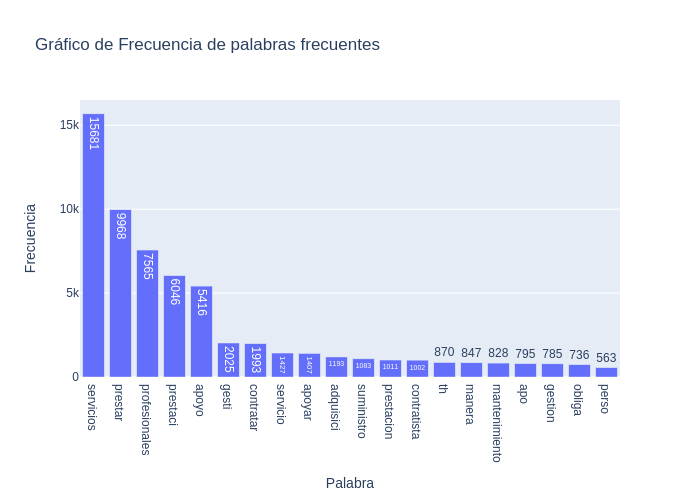 Gráfico de Frecuencia de palabras frecuentes
Frecuencia
15k
10k
5k
0
15681
9968
7565
6046
5416
2025
1993
1427
1407
1193
1083
1011
1002
870
847
828
795
785
736
563
servicios
prestar
profesionales
prestaci
apoyo
gesti
contratar
servicio
apoyar
adquisici
suministro
prestacion
contratista
th
manera
mantenimiento
apo
gestion
obliga
perso
Palabra